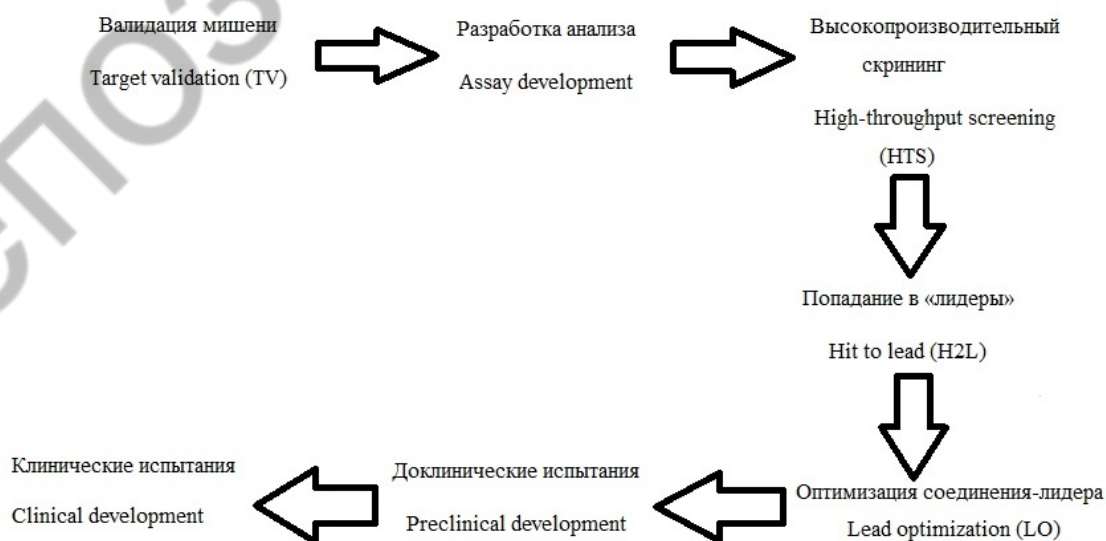 Валидация мишени
Target validation (TV)
Разработка анализа
Assay development
Высокопроизводительный
скрининг
High-throughput screening
(HTS)
Попадание в «лидеры»
Hit to lead (H2L)
Оптимизация соединения-лидера
Lead optimization (LO)
Доклинические испытания
Preclinical development
Клинические испытания
Clinical development